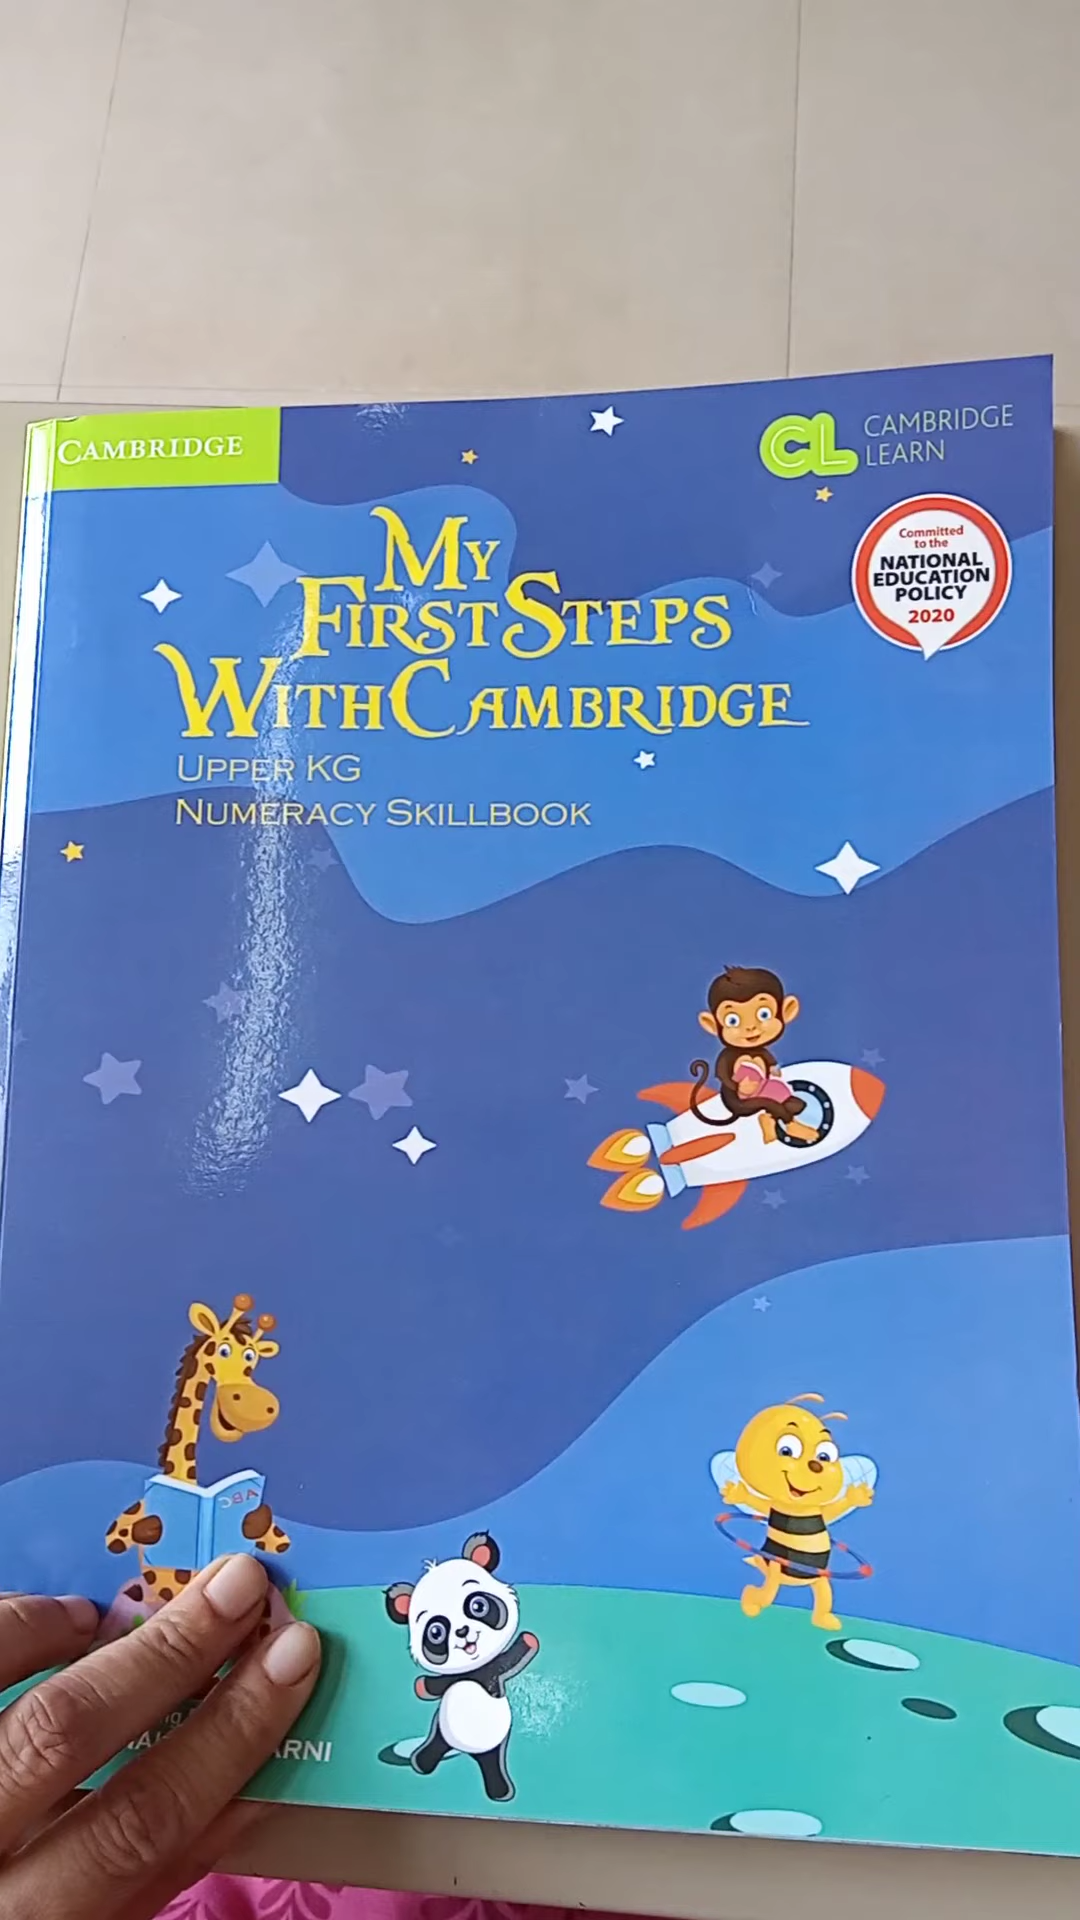 CAMBRIDGE
CAMBRIDGE
LEARN
Committed
to the
NATIONAL
EDUCATION
POLICY
2020
MY
FIRST STEPS
WITH CAMBRIDGE
UPPER KG
NUMERACY SKILLBOOK
ABC